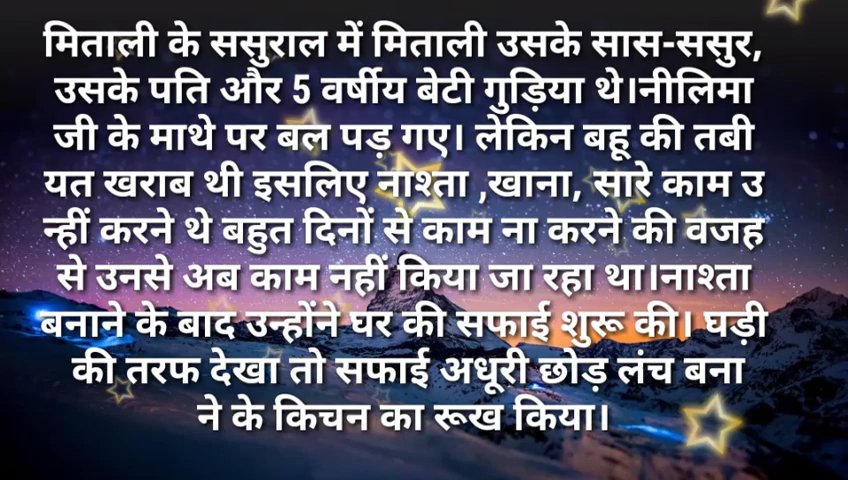 मिताली के ससुराल में मिताली उसके सास-ससुर,
उसके पति और 5 वर्षीय बेटी गुड़िया थे।नीलिमा
जी के माथे पर बल पड़ गए। लेकिन बहू की तबी
यत खराब थी इसलिए नाश्ता ,खाना, सारे काम उ
न्हीं करने थे बहुत दिनों से काम ना करने की वजह
से उनसे अब काम नहीं किया जा रहा था।नाश्ता
बनाने के बाद उन्होंने घर की सफाई शुरू की। घड़ी
की तरफ देखा तो सफाई अधूरी छोड़ लंच बना
ने के किचन का रूख किया।